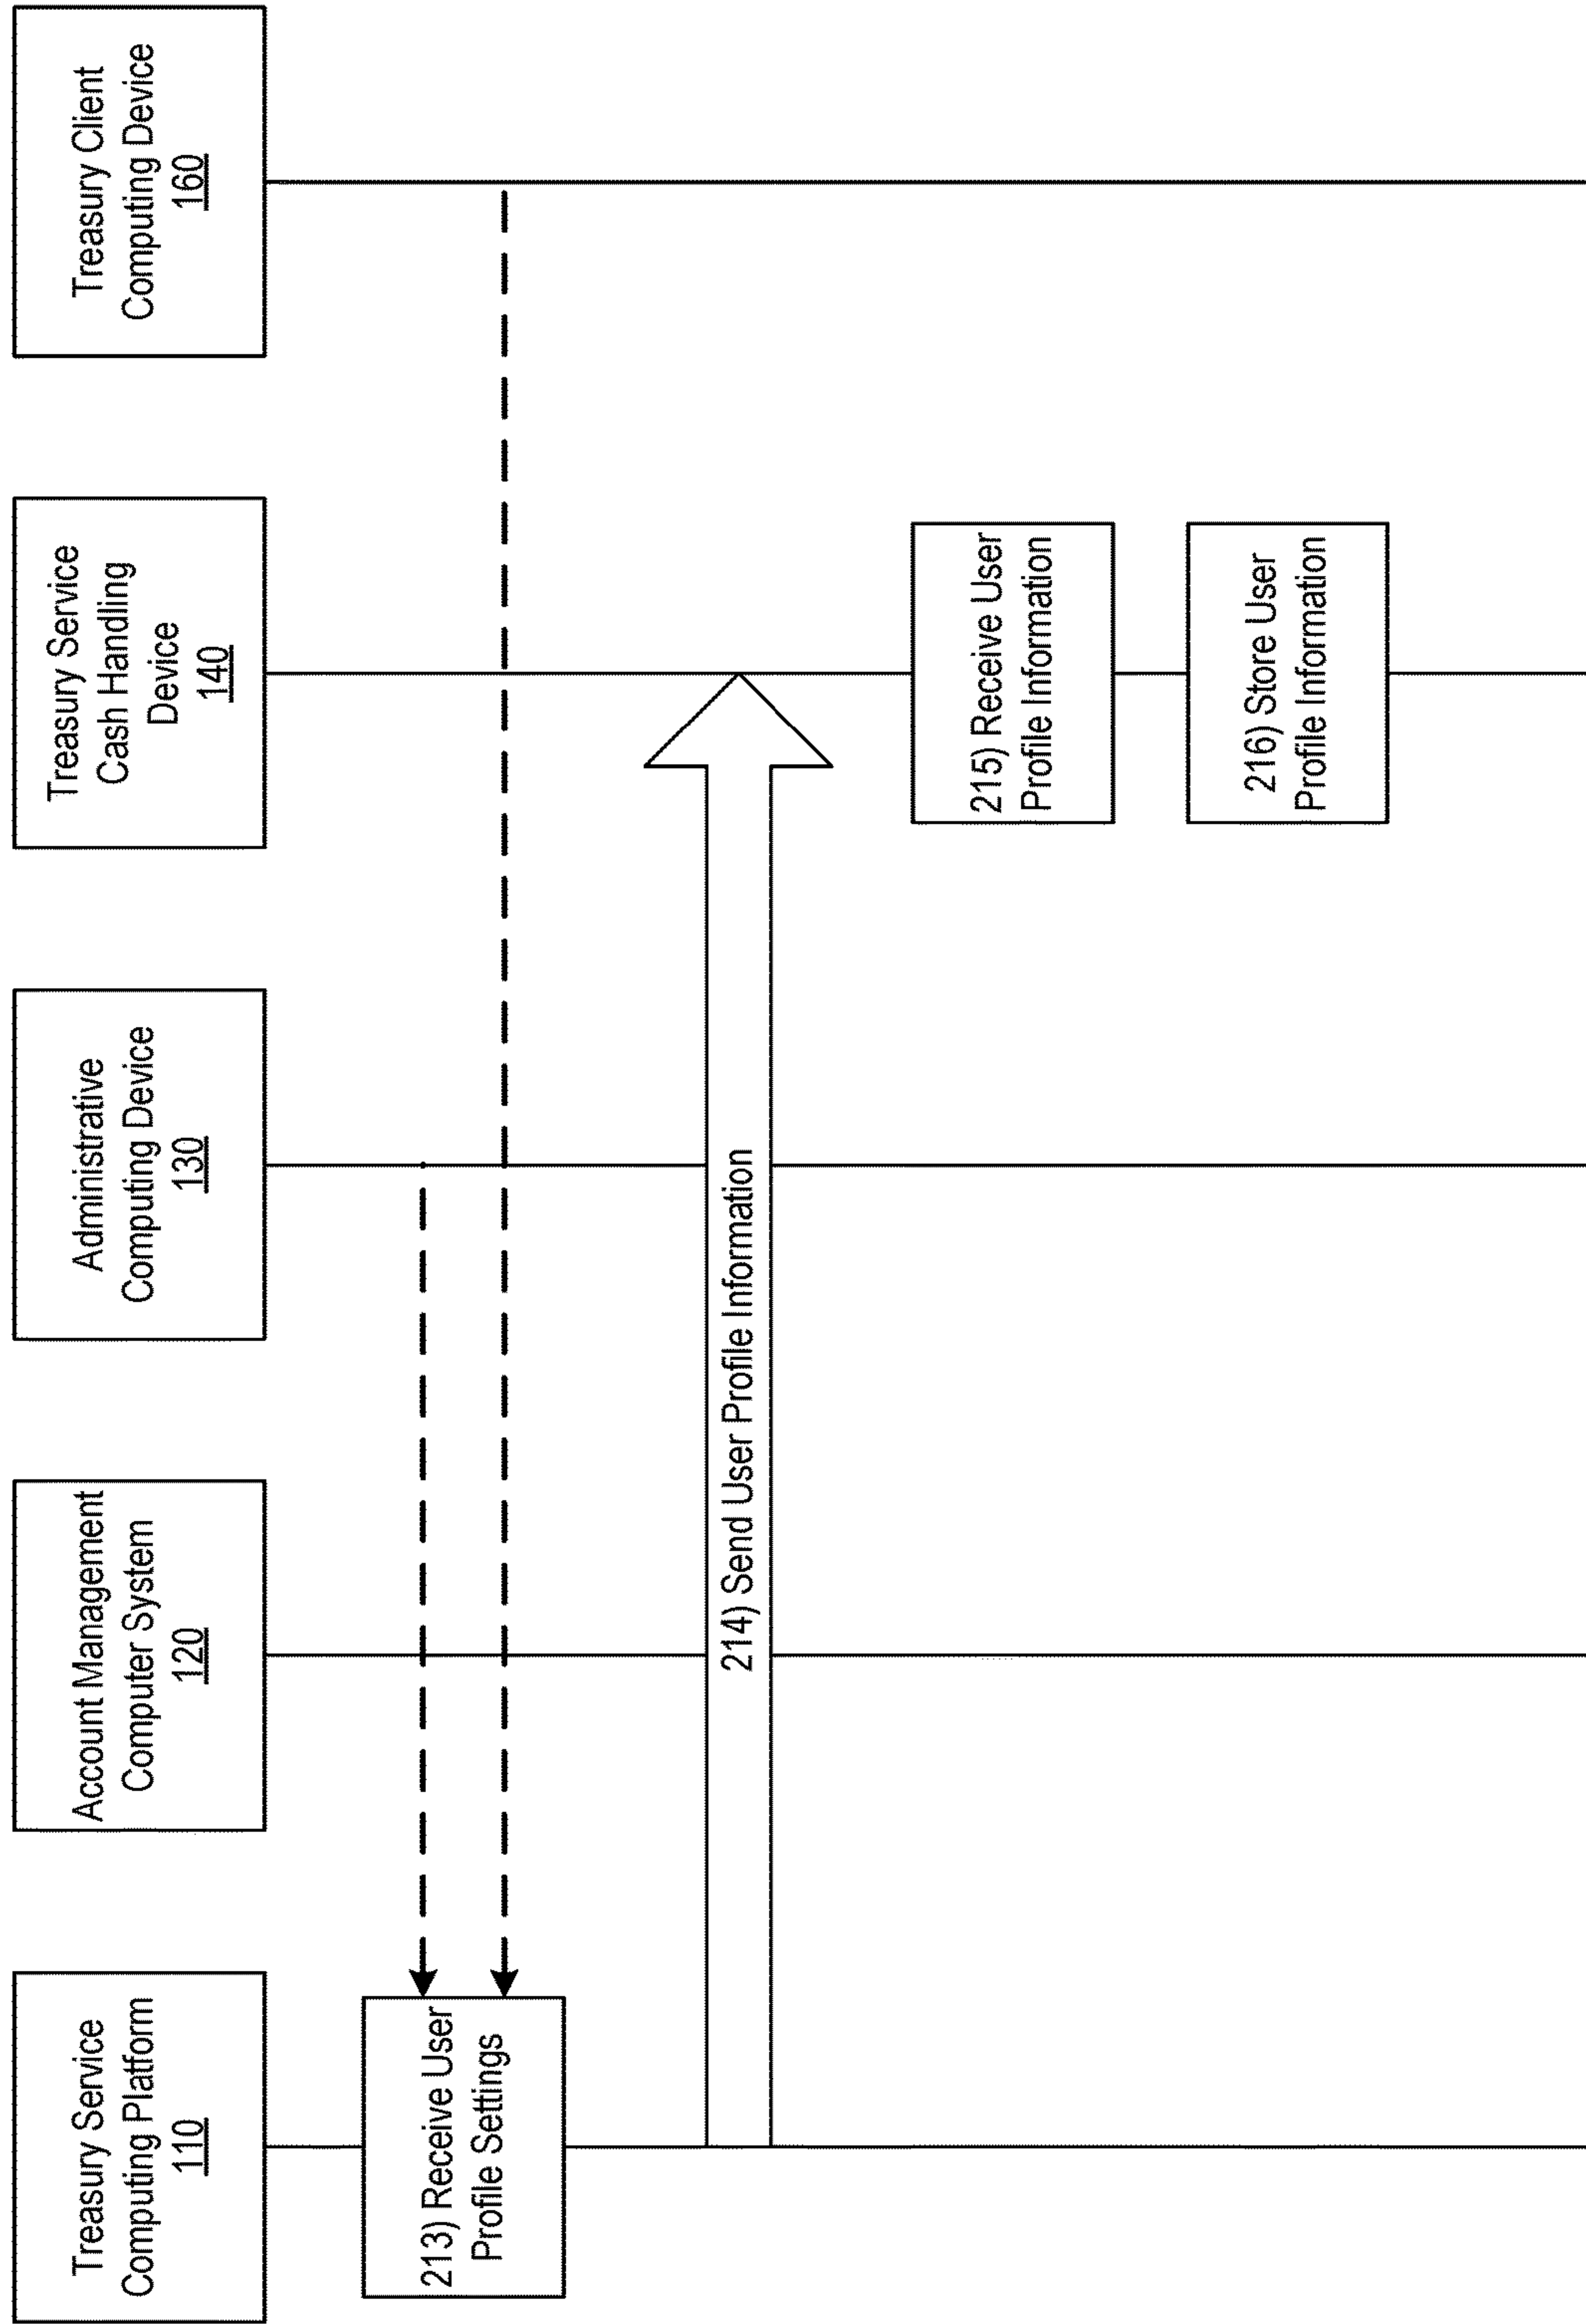 Treasury Service
Computing Platform
110
Account Management
Computer System
120
Administrative
Computing Device
130
Treasury Service
Cash Handling
Device
140
Treasury Client
Computing Device
160
213) Receive User
Profile Settings
214) Send User Profile Information
215) Receive User
Profile Information
216) Store User
Profile Information